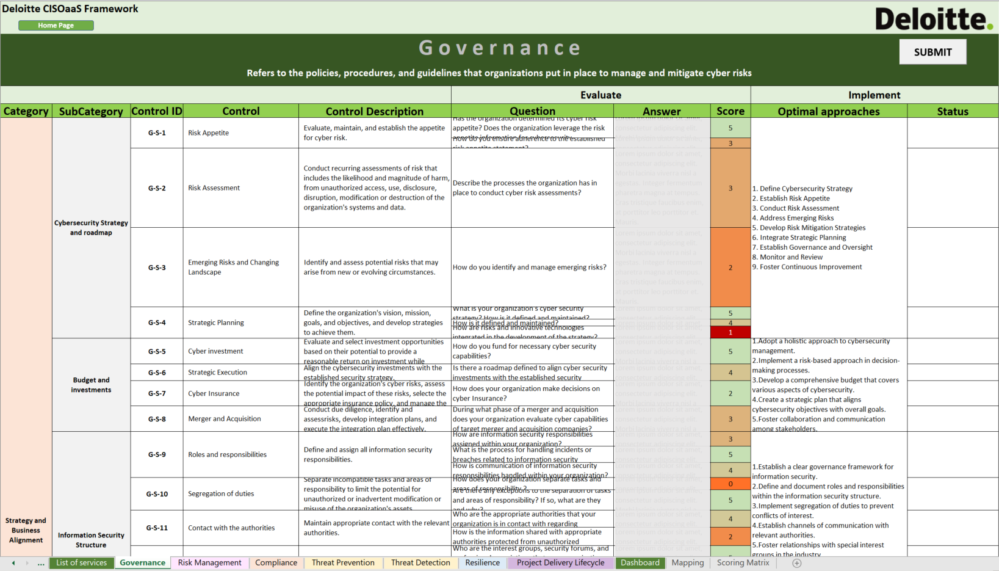 Deloitte CISOaaS Framework
Home Page
Deloitte.
Governance
SUBMIT
Refers to the policies, procedures, and guidelines that organizations put in place to manage and mitigate cyber risks
Evaluate
Implement
Category
SubCategory
Control ID
Control
Control Description
Question
Answer
Score
Optimal approaches
Status
Strategy and
Business
Alignment
Cybersecurity Strategy
and roadmap
G-S-1
Risk Appetite
Evaluate, maintain, and establish the appetite
for cyber risk.
Has the organization determined its cyber risk
appetite? Does the organization leverage the risk
appetite information for cybersecurity
5
How do you ensure adherence to the established
risk appetite statement?
3
G-S-2
Risk Assessment
Conduct recurring assessments of risk that
includes the likelihood and magnitude of harm,
from unauthorized access, use, disclosure,
disruption, modification or destruction of the
organization's systems and data.
Describe the processes the organization has in
place to conduct cyber risk assessments?
Lorem ipsum dolor sit amet,
consectetur adipiscing elit.
Morbi lacinia viverra nisl a
egestas. Integer fermentum
pharetra magna at tempus.
Cras tristique faucibus enim,
at porttitor leo porttitor et.
Mauris
3
G-S-3
Emerging Risks and Changing
Landscape
Identify and assess potential risks that may
arise from new or evolving circumstances.
How do you identify and manage emerging risks?
Lorem ipsum dolor sit amet,
consectetur adipiscing elit.
Morbi lacinia viverra nisl a
egestas. Integer fermentum
pharetra magna at tempus.
Cras tristique faucibus enim,
at porttitor leo porttitor et.
Mauris
2
G-S-4
Strategic Planning
Define the organization's vision, mission,
goals, and objectives, and develop strategies
to achieve them.
What is your organization's cyber security
strategy? How is it defined and maintained?
5
How is it defined and maintained?
4
How are risks and innovative technologies
integrated in the development of the strategy?
1
1. Define Cybersecurity Strategy
2. Establish Risk Appetite
3. Conduct Risk Assessment
4. Address Emerging Risks
5. Develop Risk Mitigation Strategies
6. Integrate Strategic Planning
7. Establish Governance and Oversight
8. Monitor and Review
9. Foster Continuous Improvement
Budget and
investments
G-S-5
Cyber investment
Evaluate and select investment opportunities
based on their potential to provide a
reasonable return on investment while
How do you fund for necessary cyber security
capabilities?
5
G-S-6
Strategic Execution
Align the cybersecurity investments with the
established security strategy.
Is there a roadmap defined to align cyber security
investments with the established security
4
G-S-7
Cyber Insurance
Identify the organization's cyber risks, assess
the potential impact of these risks, selecte the
appropriate insurance policy, and manage the
How does your organization make decisions on
cyber Insurance?
2
G-S-8
Merger and Acquisition
Conduct due diligence, identify and
assessrisks, develop integration plans, and
execute the integration plan effectively.
During what phase of a merger and acquisition
does your organization evaluate cyber capabilities
of target merger and acquisition companies?
3
1.Adopt a holistic approach to cybersecurity
management.
2.Implement a risk-based approach in decision-
making processes.
3.Develop a comprehensive budget that covers
various aspects of cybersecurity.
4.Create a strategic plan that aligns
cybersecurity objectives with overall goals.
5.Foster collaboration and communication
among stakeholders.
Information Security
Structure
G-S-9
Roles and responsibilities
Define and assign all information security
responsibilities.
How are information security responsibilities
assigned within your organization?
3
What is the process for handling incidents or
breaches related to information security
5
How is communication of information security
responsibilities handled within your organization?
4
G-S-10
Segregation of duties
Separate incompatible tasks and areas of
responsibility to limit the potential for
unauthorized or inadvertent modification or
misuse of the organization's assets
How does your organization separate tasks and
areas of responsibility ?
0
Are there any exceptions to the separation of tasks
and areas of responsibility? If so, what are they
and why?
5
G-S-11
Contact with the authorities
Maintain appropriate contact with the relevant
authorities.
Who are the appropriate authorities that your
organization is in contact with regarding
4
How is the information shared with appropriate
authorities protected from unauthorized
2
Who are the interest groups, security forums, and
1.Establish a clear governance framework for
information security.
2.Define and document roles and responsibilities
within the information security structure.
3.Implement segregation of duties to prevent
conflicts of interest.
4.Establish channels of communication with
relevant authorities.
5.Foster relationships with special interest
groups in the industry
...
List of services
Governance
Risk Management
Compliance
Threat Prevention
Threat Detection
Resilience
Project Delivery Lifecycle
Dashboard
Mapping
Scoring Matrix